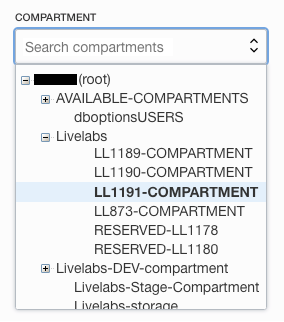 COMPARTMENT
Search compartments
(root)
AVAILABLE-COMPARTMENTS
dboptionsUSERS
Livelabs
LL1189-COMPARTMENT
LL1190-COMPARTMENT
LL1191-COMPARTMENT
LL873-COMPARTMENT
RESERVED-LL1178
RESERVED-LL1180
Livelabs-DEV-compartment
Livelabs-Stage-Compartment
Livelabs-storage